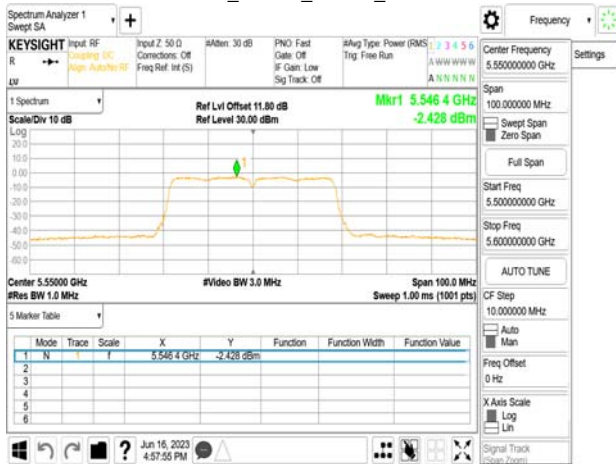 Spectrum Analyzer 1
Swept SA
+
Frequency
KEYSIGHT
Input: RF
Coupling: DC
Align: Auto/No RF
Input Z: 50 Ω
Corrections: Off
Freq Ref: Int (S)
#Atten: 30 dB
PNO: Fast
Gate: Off
IF Gain: Low
Sig Track: Off
#Avg Type: Power (RMS)
Trig: Free Run
1 2 3 4 5 6
A W W W W W
A N N N N N
R
LV
Center Frequency
5.550000000 GHz
Settings
Span
100.000000 MHz
Swept Span
Zero Span
Full Span
Start Freq
5.500000000 GHz
Stop Freq
5.600000000 GHz
AUTO TUNE
CF Step
10.000000 MHz
Auto
Man
Freq Offset
0 Hz
X Axis Scale
Log
Lin
Signal Track
(Span Zoom)
1 Spectrum
Scale/Div 10 dB
Ref Lvl Offset 11.80 dB
Ref Level 30.00 dBm
Mkr1 5.546 4 GHz
-2.428 dBm
Log
20.0
10.0
0.00
-10.0
-20.0
-30.0
-40.0
-50.0
-60.0
1
Center 5.55000 GHz
#Res BW 1.0 MHz
#Video BW 3.0 MHz
Span 100.0 MHz
Sweep 1.00 ms (1001 pts)
5 Marker Table
Mode Trace Scale X Y Function Function Width Function Value
1 N 1 f 5.546 4 GHz -2.428 dBm
2
3
4
5
6
?
Jun 16, 2023
4:57:55 PM